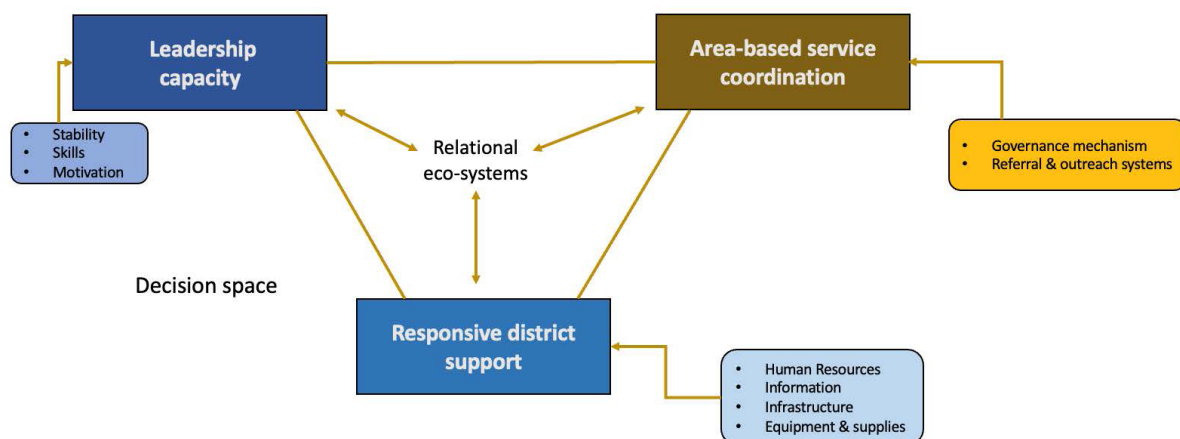 Leadership
capacity
Area-based service
coordination
• Stability
• Skills
• Motivation
Relational
eco-systems
• Governance mechanism
• Referral & outreach systems
Decision space
Responsive district
support
• Human Resources
• Information
• Infrastructure
• Equipment & supplies